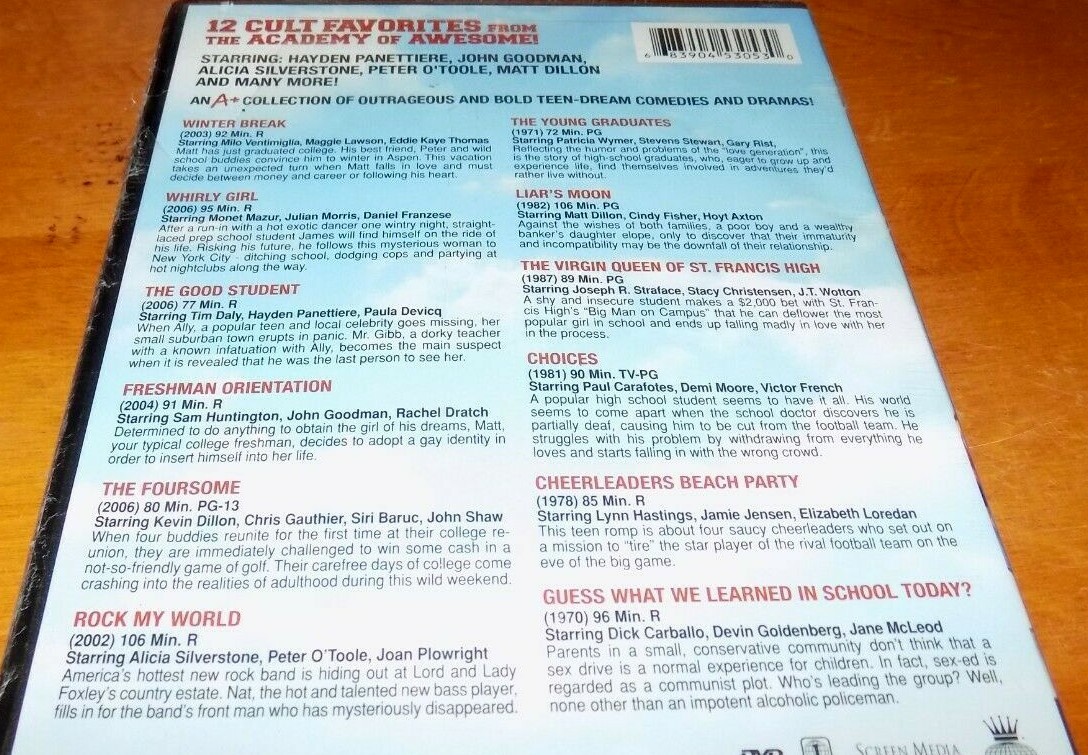 12 CULT FAVORITES FROM
THE ACADEMY OF AWESOME!
STARRING: HAYDEN PANETTIERE, JOHN GOODMAN,
ALICIA SILVERSTONE, PETER O'TOOLE, MATT DILLON
AND MANY MORE!
AN A+ COLLECTION OF OUTRAGEOUS AND BOLD TEEN-DREAM COMEDIES AND DRAMAS!
6 83904 53053 0
WINTER BREAK
(2003) 92 Min. R
Starring Milo Ventimiglia, Maggie Lawson, Eddie Kaye Thomas
Matt has just graduated college. His best friend, Peter and wild
school buddies convince him to winter in Aspen. This vacation
takes an unexpected turn when Matt falls in love and must
decide between money and career or following his heart.
WHIRLY GIRL
(2006) 95 Min. R
Starring Monet Mazur, Julian Morris, Daniel Franzese
After a run-in with a hot exotic dancer one wintry night, straight-
laced prep school student James will find himself on the ride of
his life. Risking his future, he follows this mysterious woman to
New York City - ditching school, dodging cops and partying at
hot nightclubs along the way.
THE GOOD STUDENT
(2006) 77 Min. R
Starring Tim Daly, Hayden Panettiere, Paula Devicq
When Ally, a popular teen and local celebrity goes missing, her
small suburban town erupts in panic. Mr. Gibb, a dorky teacher
with a known infatuation with Ally, becomes the main suspect
when it is revealed that he was the last person to see her.
FRESHMAN ORIENTATION
(2004) 91 Min. R
Starring Sam Huntington, John Goodman, Rachel Dratch
Determined to do anything to obtain the girl of his dreams, Matt,
your typical college freshman, decides to adopt a gay identity in
order to insert himself into her life.
THE FOURSOME
(2006) 80 Min. PG-13
Starring Kevin Dillon, Chris Gauthier, Siri Baruc, John Shaw
When four buddies reunite for the first time at their college re-
union, they are immediately challenged to win some cash in a
not-so-friendly game of golf. Their carefree days of college come
crashing into the realities of adulthood during this wild weekend.
ROCK MY WORLD
(2002) 106 Min. R
Starring Alicia Silverstone, Peter O'Toole, Joan Plowright
America's hottest new rock band is hiding out at Lord and Lady
Foxley's country estate. Nat, the hot and talented new bass player,
fills in for the band's front man who has mysteriously disappeared.
THE YOUNG GRADUATES
(1971) 72 Min. PG
Starring Patricia Wymer, Stevens Stewart, Gary Rist,
Reflecting the humor and problems of the "love generation", this
is the story of high-school graduates, who, eager to grow up and
experience life, find themselves involved in adventures they'd
rather live without.
LIAR'S MOON
(1982) 106 Min. PG
Starring Matt Dillon, Cindy Fisher, Hoyt Axton
Against the wishes of both families, a poor boy and a wealthy
banker's daughter elope, only to discover that their immaturity
and incompatibility may be the downfall of their relationship.
THE VIRGIN QUEEN OF ST. FRANCIS HIGH
(1987) 89 Min. PG
Starring Joseph R. Straface, Stacy Christensen, J.T. Wotton
A shy and insecure student makes a $2,000 bet with St. Fran-
cis High's "Big Man on Campus" that he can deflower the most
popular girl in school and ends up falling madly in love with her
in the process.
CHOICES
(1981) 90 Min. TV-PG
Starring Paul Carafotes, Demi Moore, Victor French
A popular high school student seems to have it all. His world
seems to come apart when the school doctor discovers he is
partially deaf, causing him to be cut from the football team. He
struggles with his problem by withdrawing from everything he
loves and starts falling in with the wrong crowd.
CHEERLEADERS BEACH PARTY
(1978) 85 Min. R
Starring Lynn Hastings, Jamie Jensen, Elizabeth Loredan
This teen romp is about four saucy cheerleaders who set out on
a mission to "tire" the star player of the rival football team on the
eve of the big game.
GUESS WHAT WE LEARNED IN SCHOOL TODAY?
(1970) 96 Min. R
Starring Dick Carballo, Devin Goldenberg, Jane McLeod
Parents in a small, conservative community don't think that a
sex drive is a normal experience for children. In fact, sex-ed is
regarded as a communist plot. Who's leading the group? Well,
none other than an impotent alcoholic policeman.
DVD
1
SCREEN MEDIA